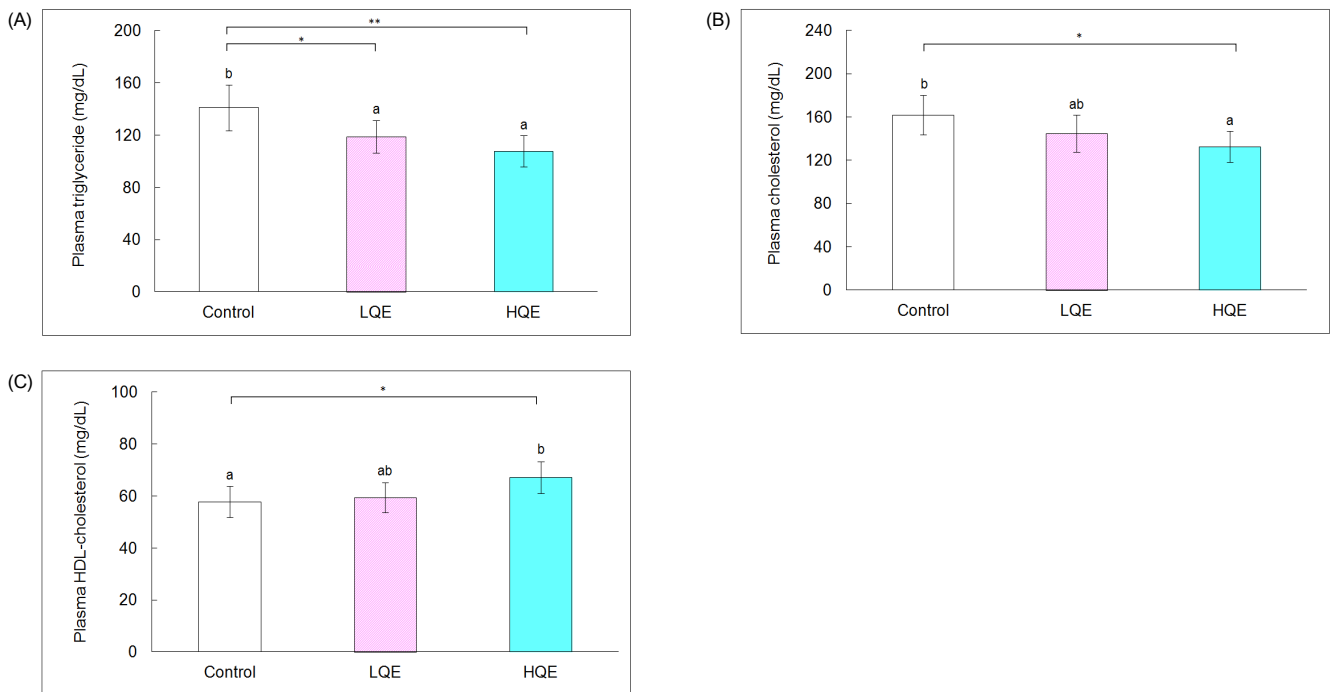 (A)
Plasma triglyceride (mg/dL)
200
160
120
80
40
0
**
*
b
a
a
Control LQE HQE
(B)
Plasma cholesterol (mg/dL)
240
200
160
120
80
40
0
*
b
ab
a
Control LQE HQE
(C)
Plasma HDL-cholesterol (mg/dL)
100
80
60
40
20
0
*
a
ab
b
Control LQE HQE